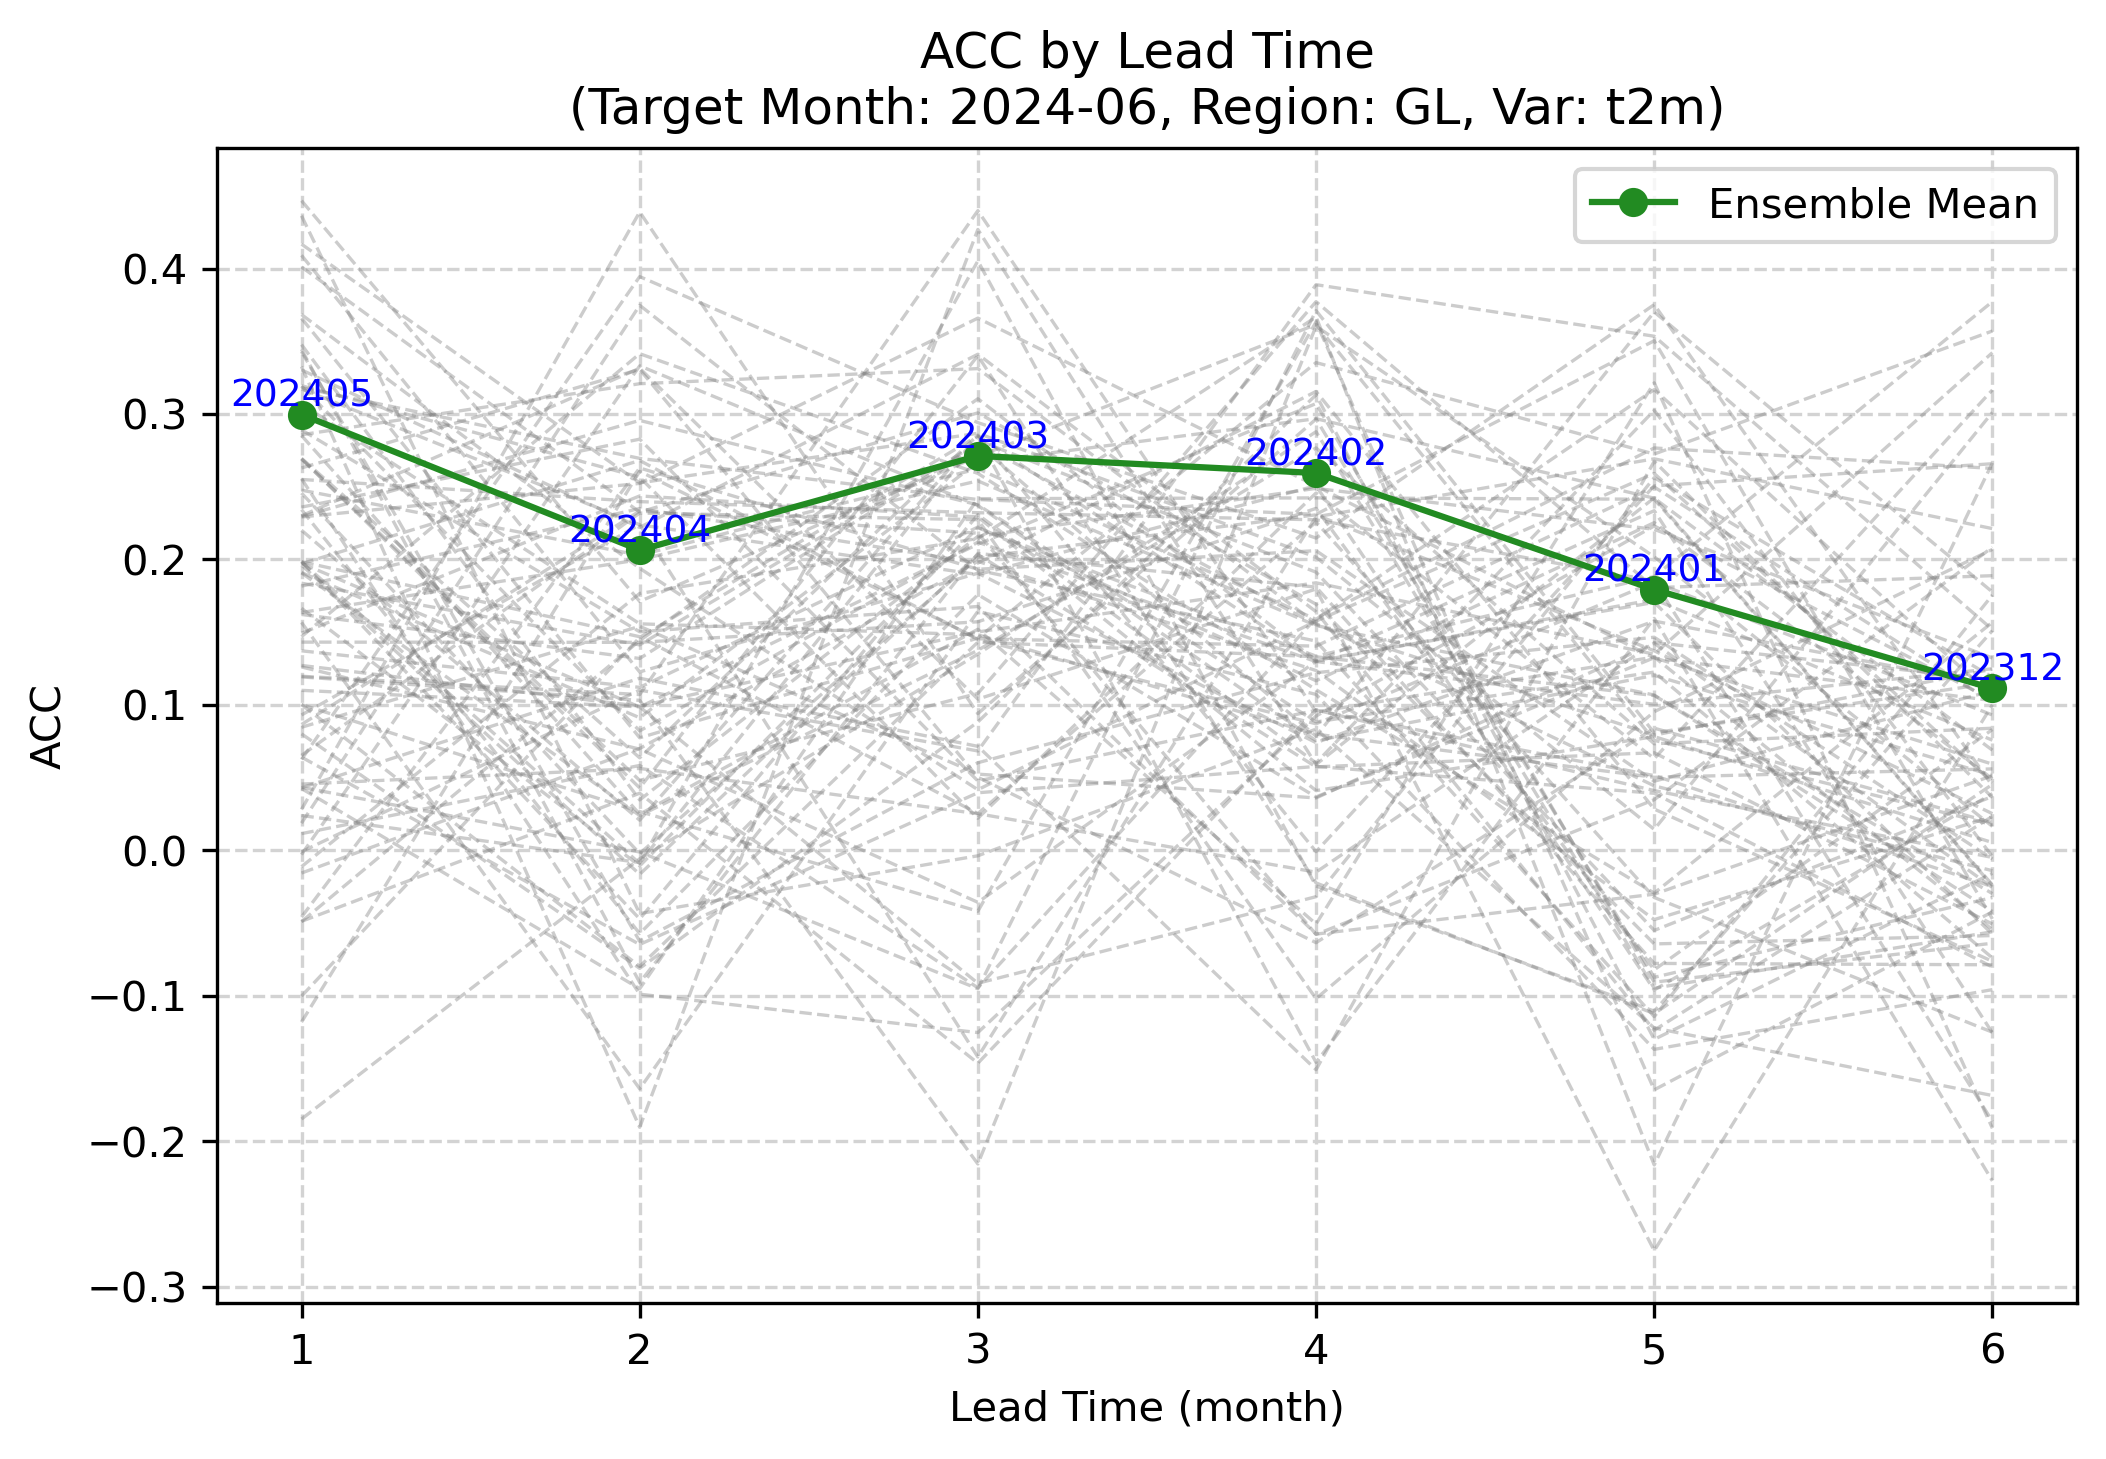 ACC by Lead Time
(Target Month: 2024-06, Region: GL, Var: t2m)
Ensemble Mean
0.4
0.3
0.2
0.1
0.0
−0.1
−0.2
−0.3
ACC
202405
202404
202403
202402
202401
202312
1 2 3 4 5 6
Lead Time (month)